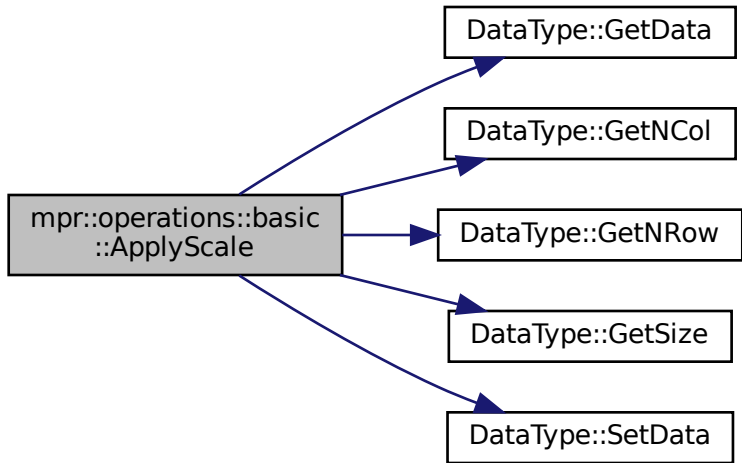 mpr::operations::basic
::ApplyScale
DataType::GetData
DataType::GetNCol
DataType::GetNRow
DataType::GetSize
DataType::SetData